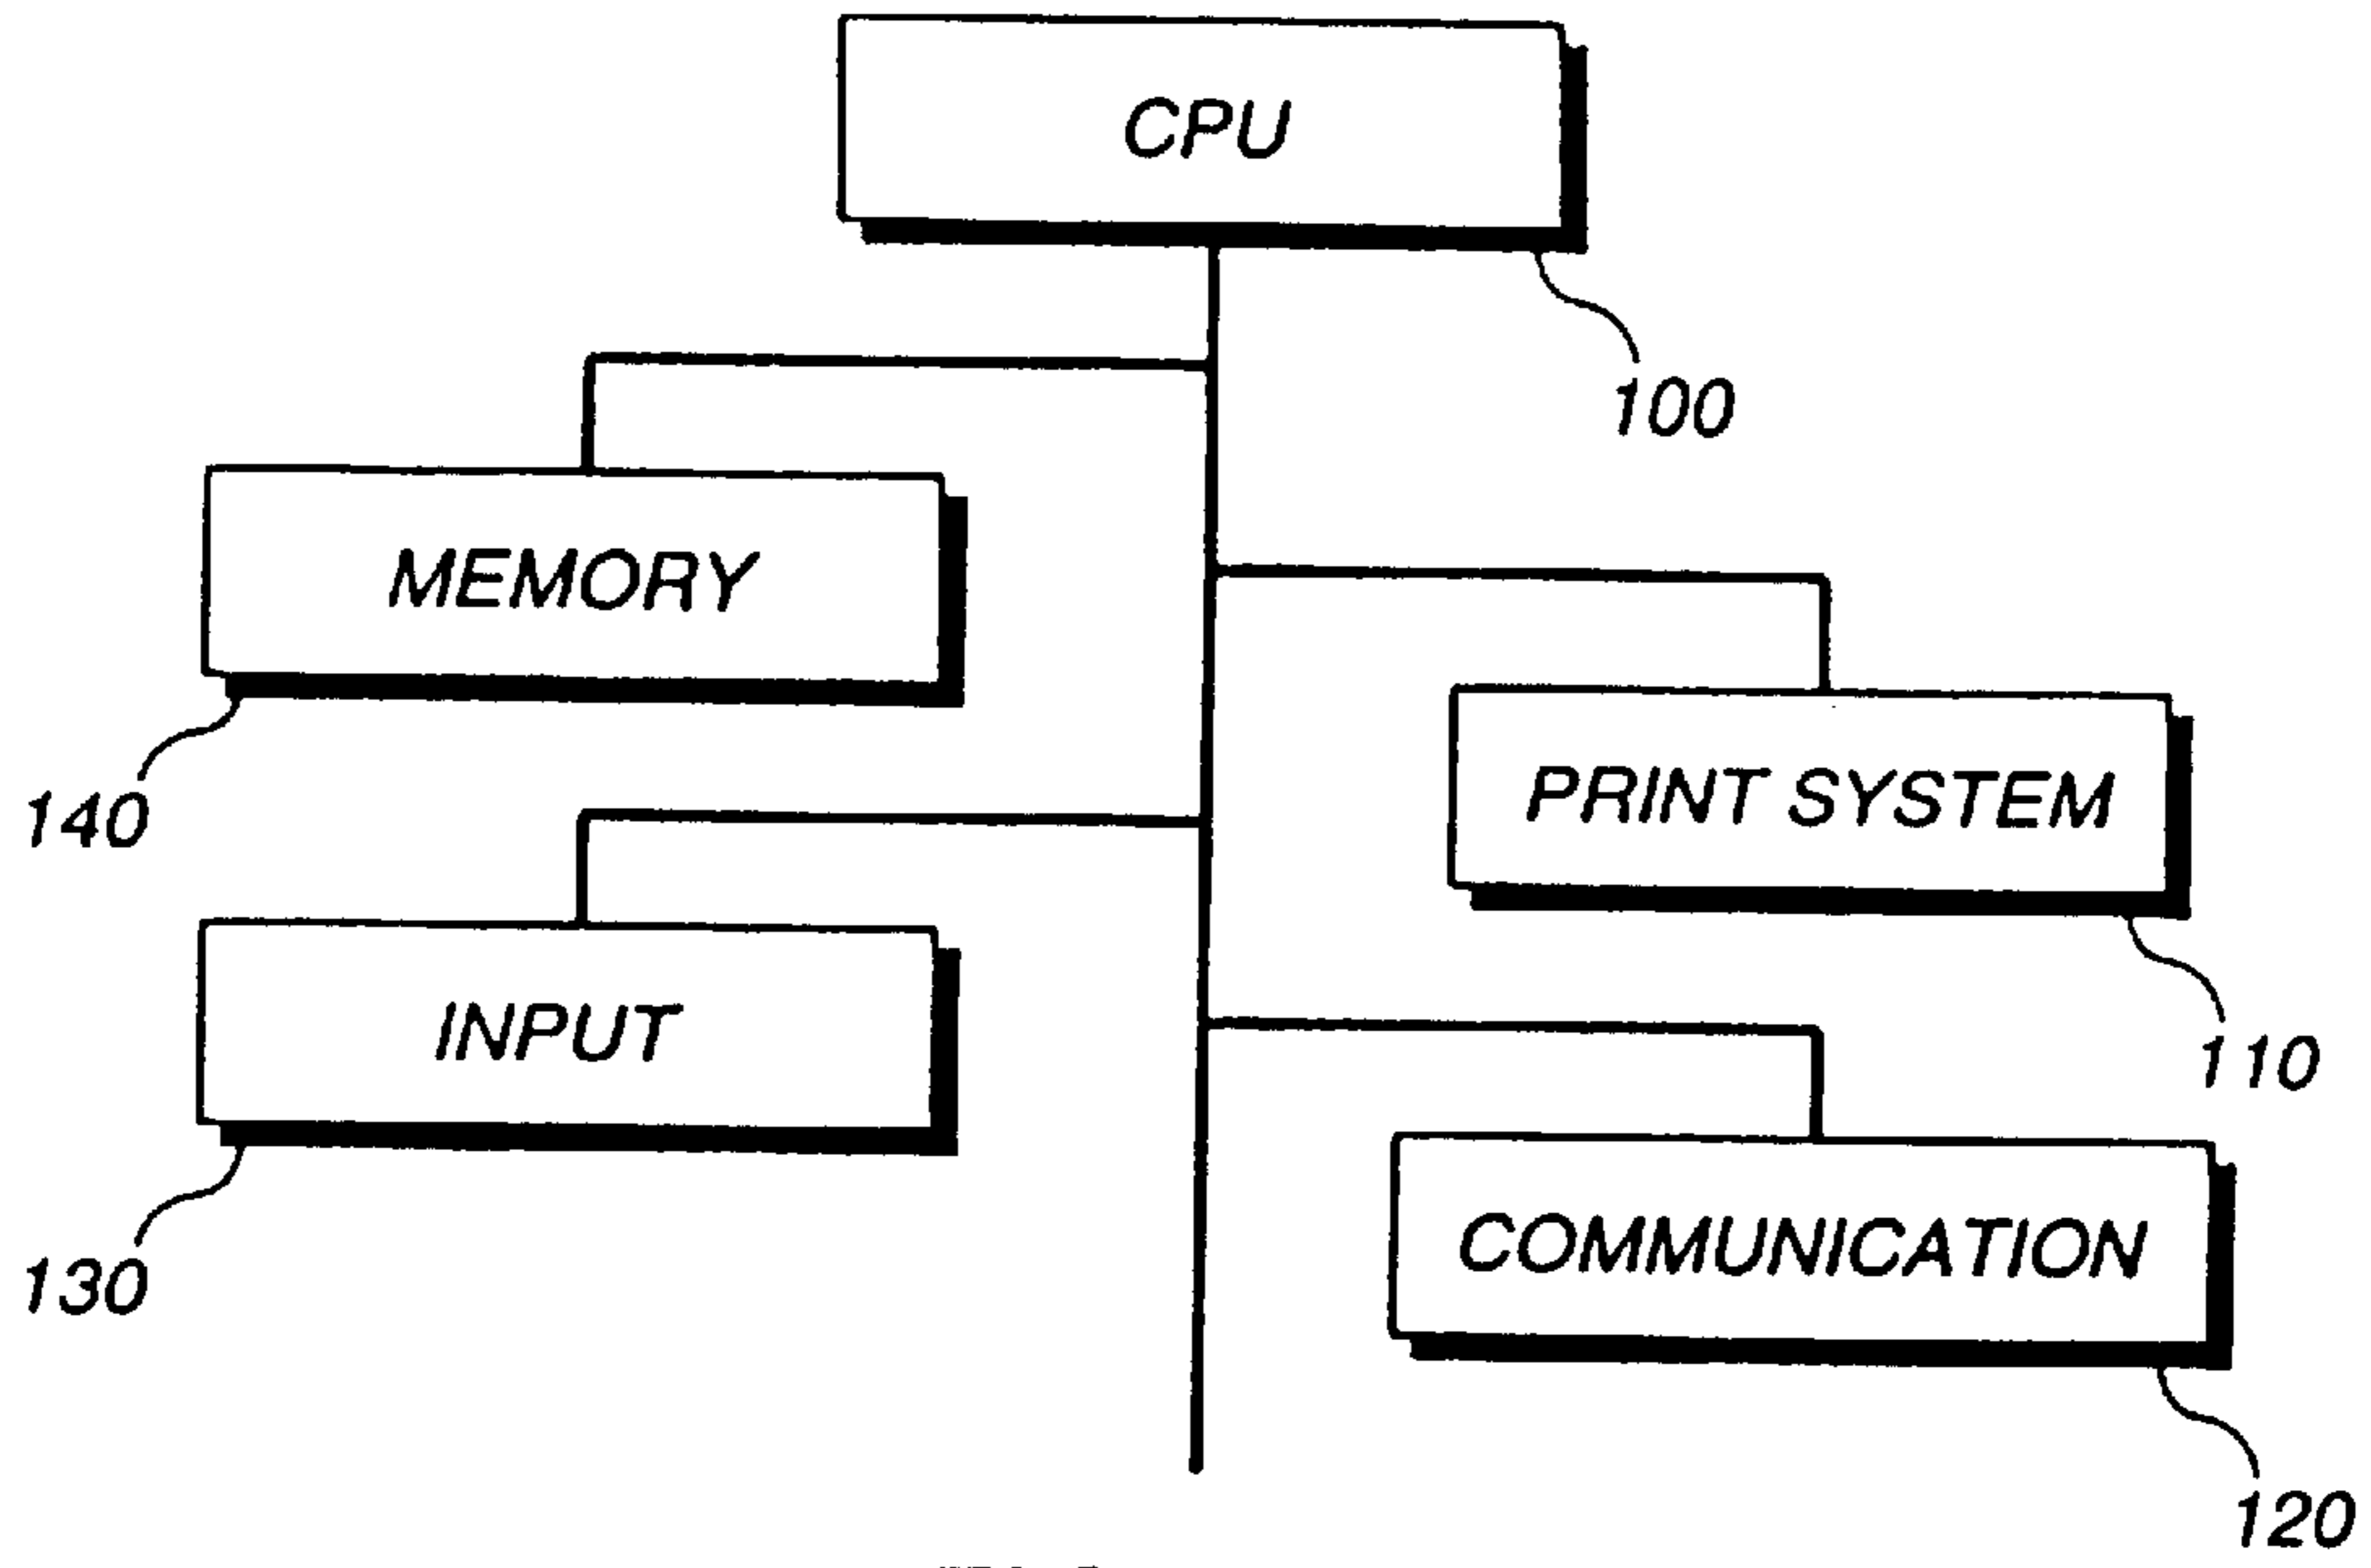 CPU
100
MEMORY
140
PRINT SYSTEM
110
INPUT
130
COMMUNICATION
120